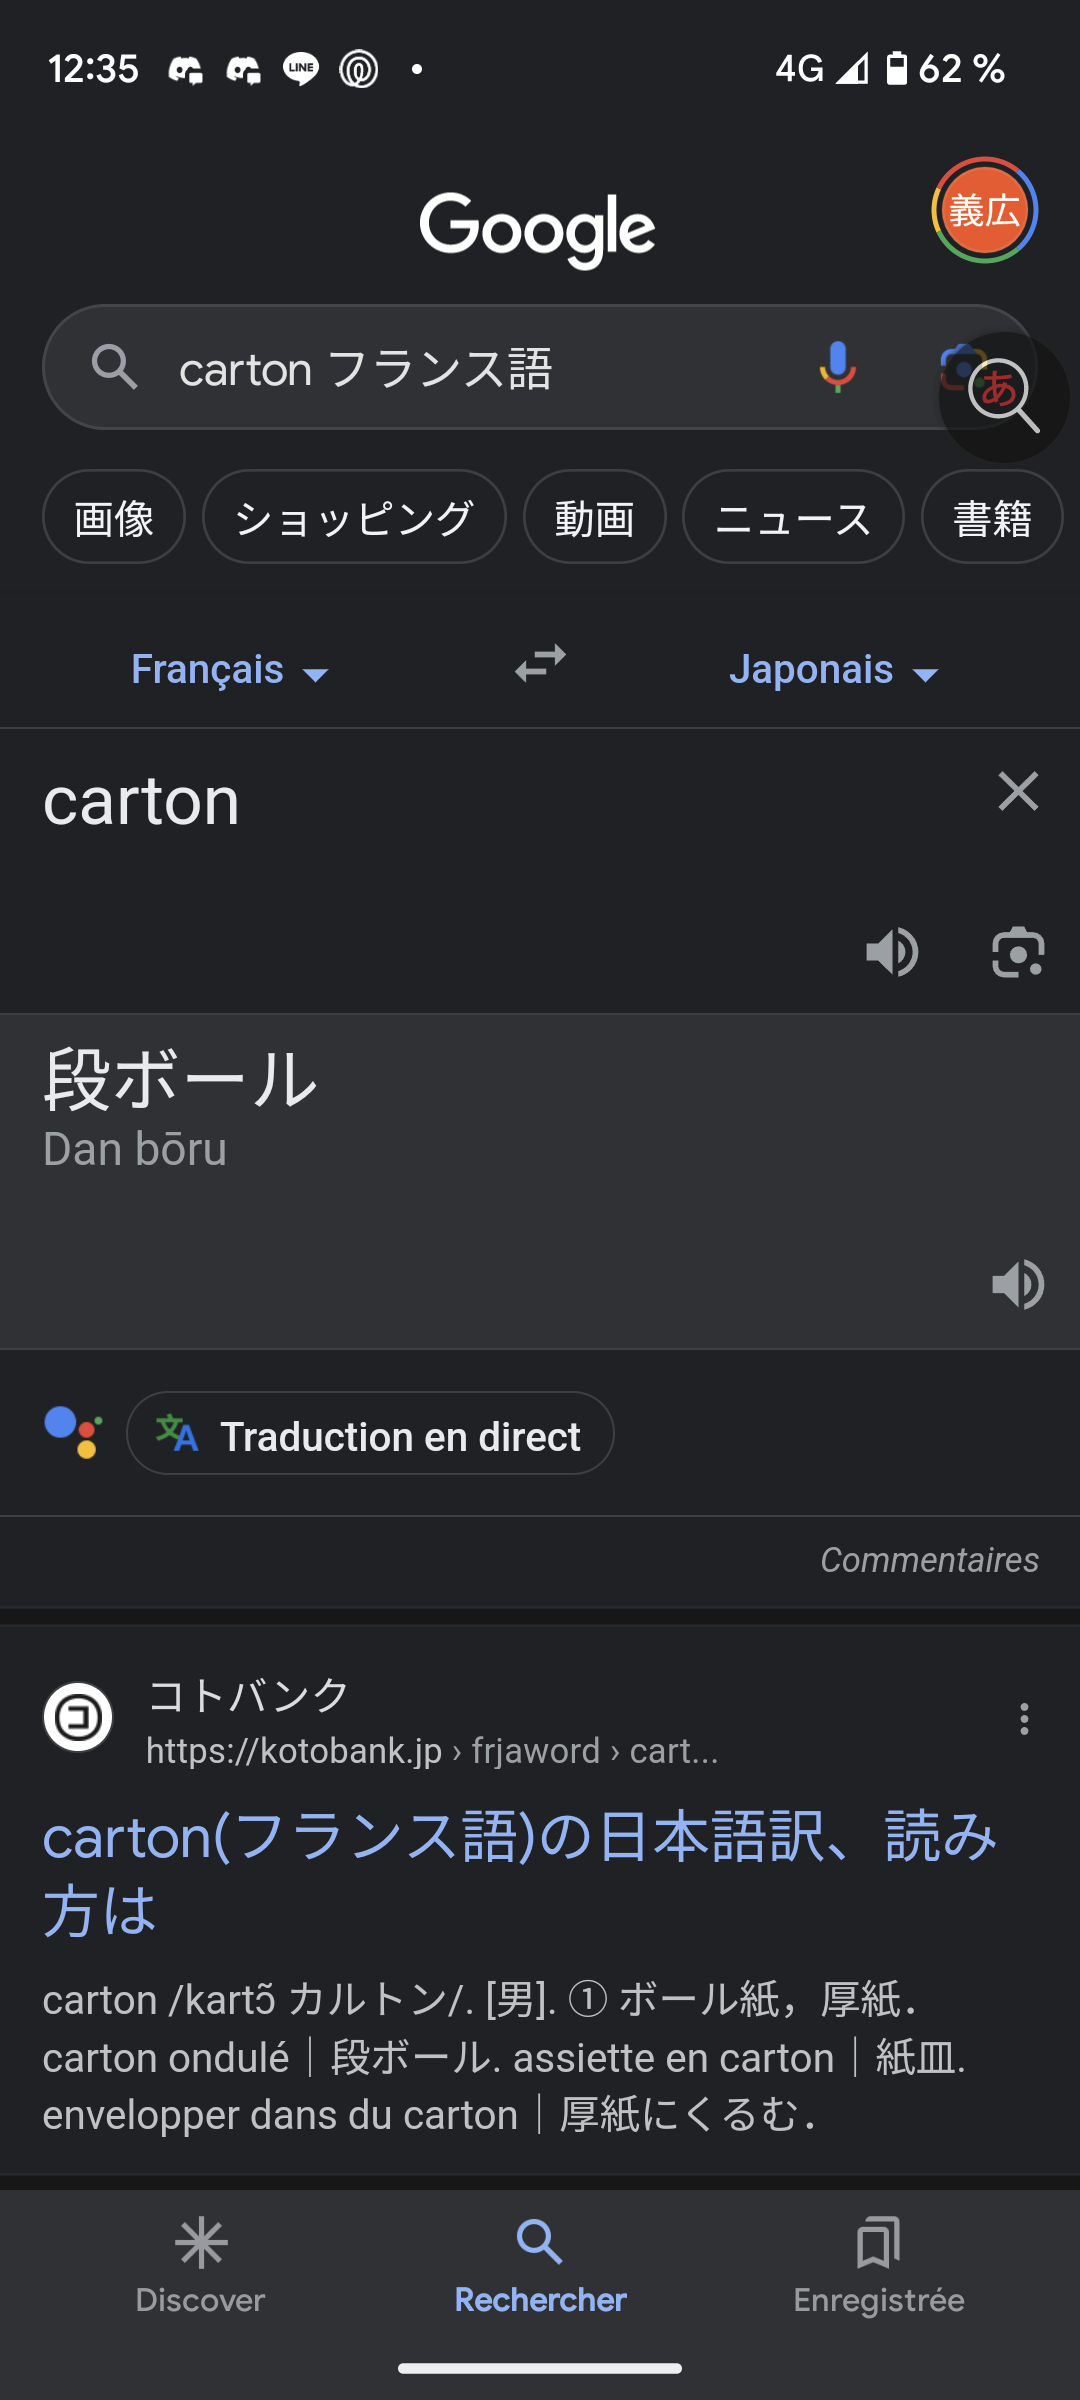 12:35 LINE 4G 62 %
Google
義広
carton フランス語
あ
画像 ショッピング 動画 ニュース 書籍
Français Japonais
carton
段ボール
Dan bōru
文A Traduction en direct
Commentaires
コ コトバンク
https://kotobank.jp › frjaword › cart...
carton(フランス語)の日本語訳、読み
方は
carton /kartɔ̃ カルトン/. [男]. ① ボール紙，厚紙．
carton ondulé｜段ボール. assiette en carton｜紙皿.
envelopper dans du carton｜厚紙にくるむ．
Discover Rechercher Enregistrée